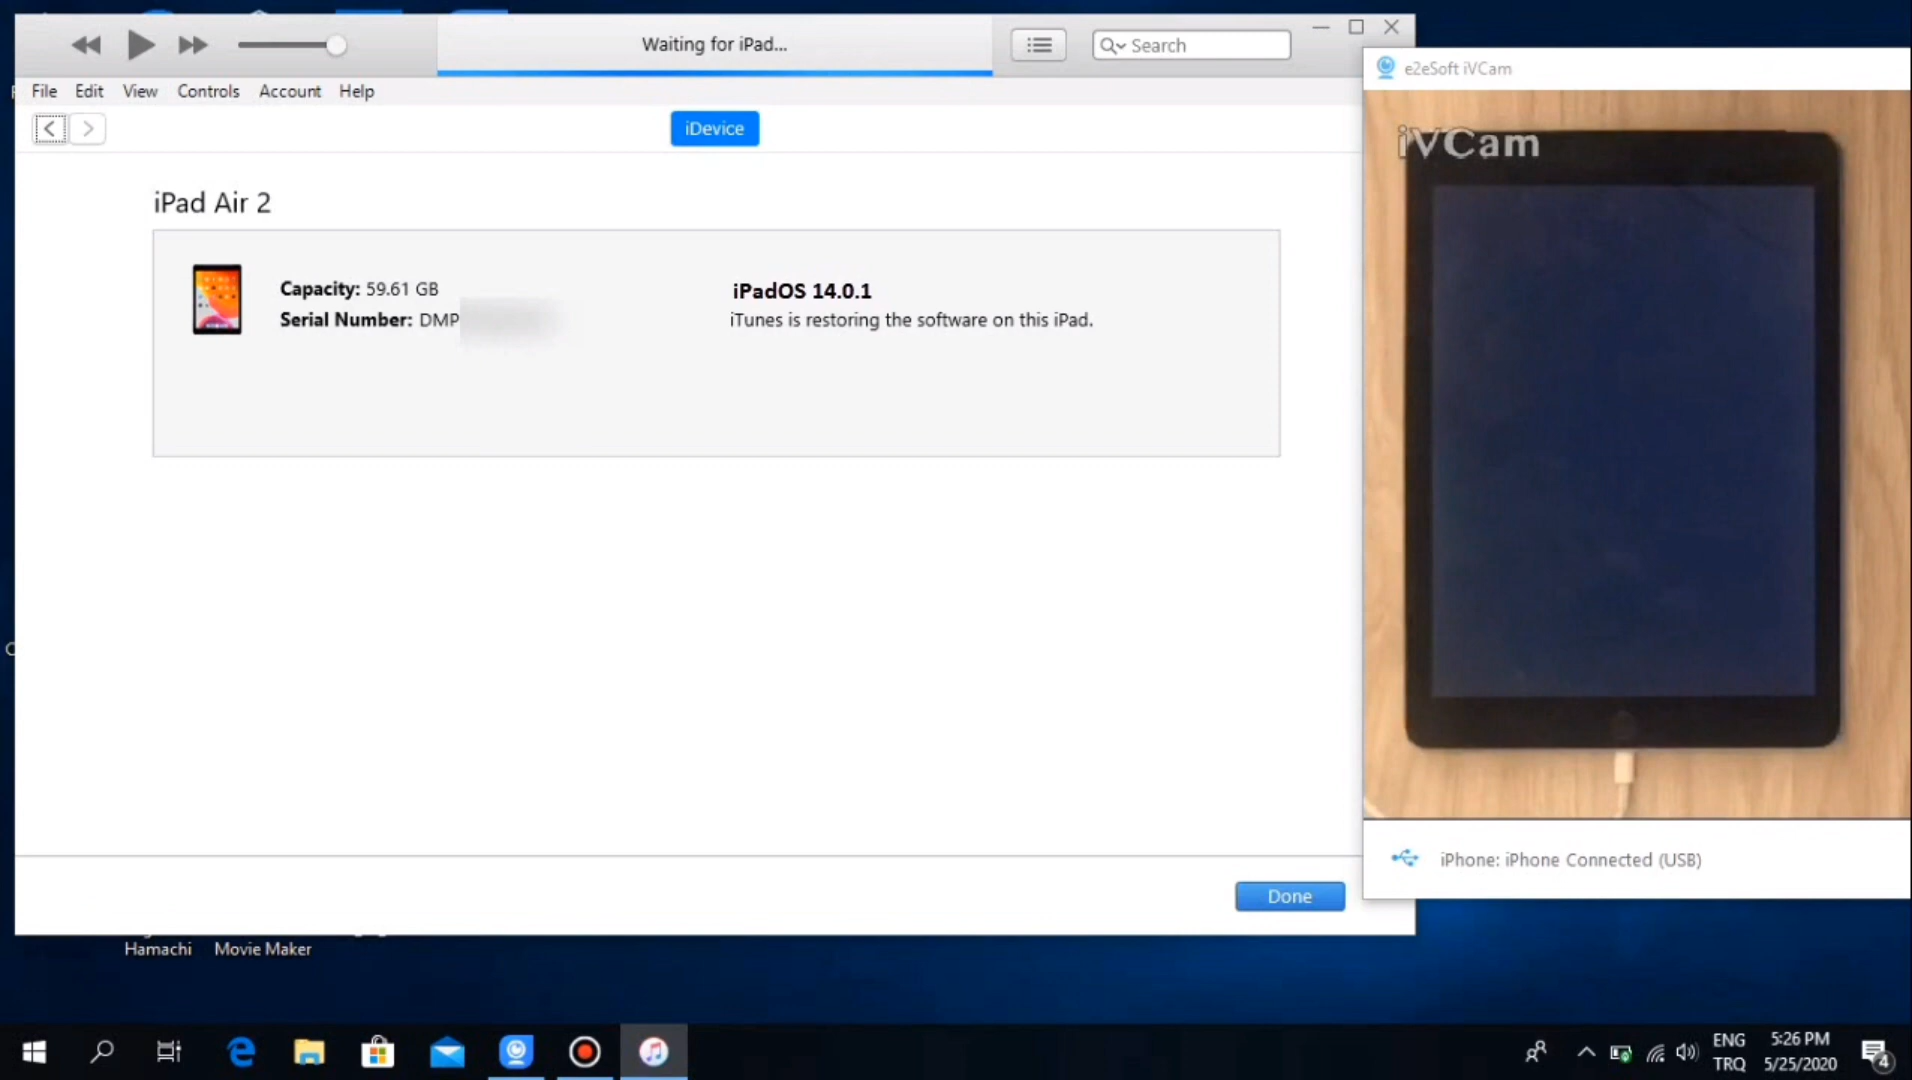 Waiting for iPad...
Search
File Edit View Controls Account Help
iDevice
iPad Air 2
Capacity: 59.61 GB
Serial Number: DMP
iPadOS 14.0.1
iTunes is restoring the software on this iPad.
Done
e2eSoft iVCam
iVCam
iPhone: iPhone Connected (USB)
Hamachi Movie Maker
ENG
TRQ
5:26 PM
5/25/2020
4